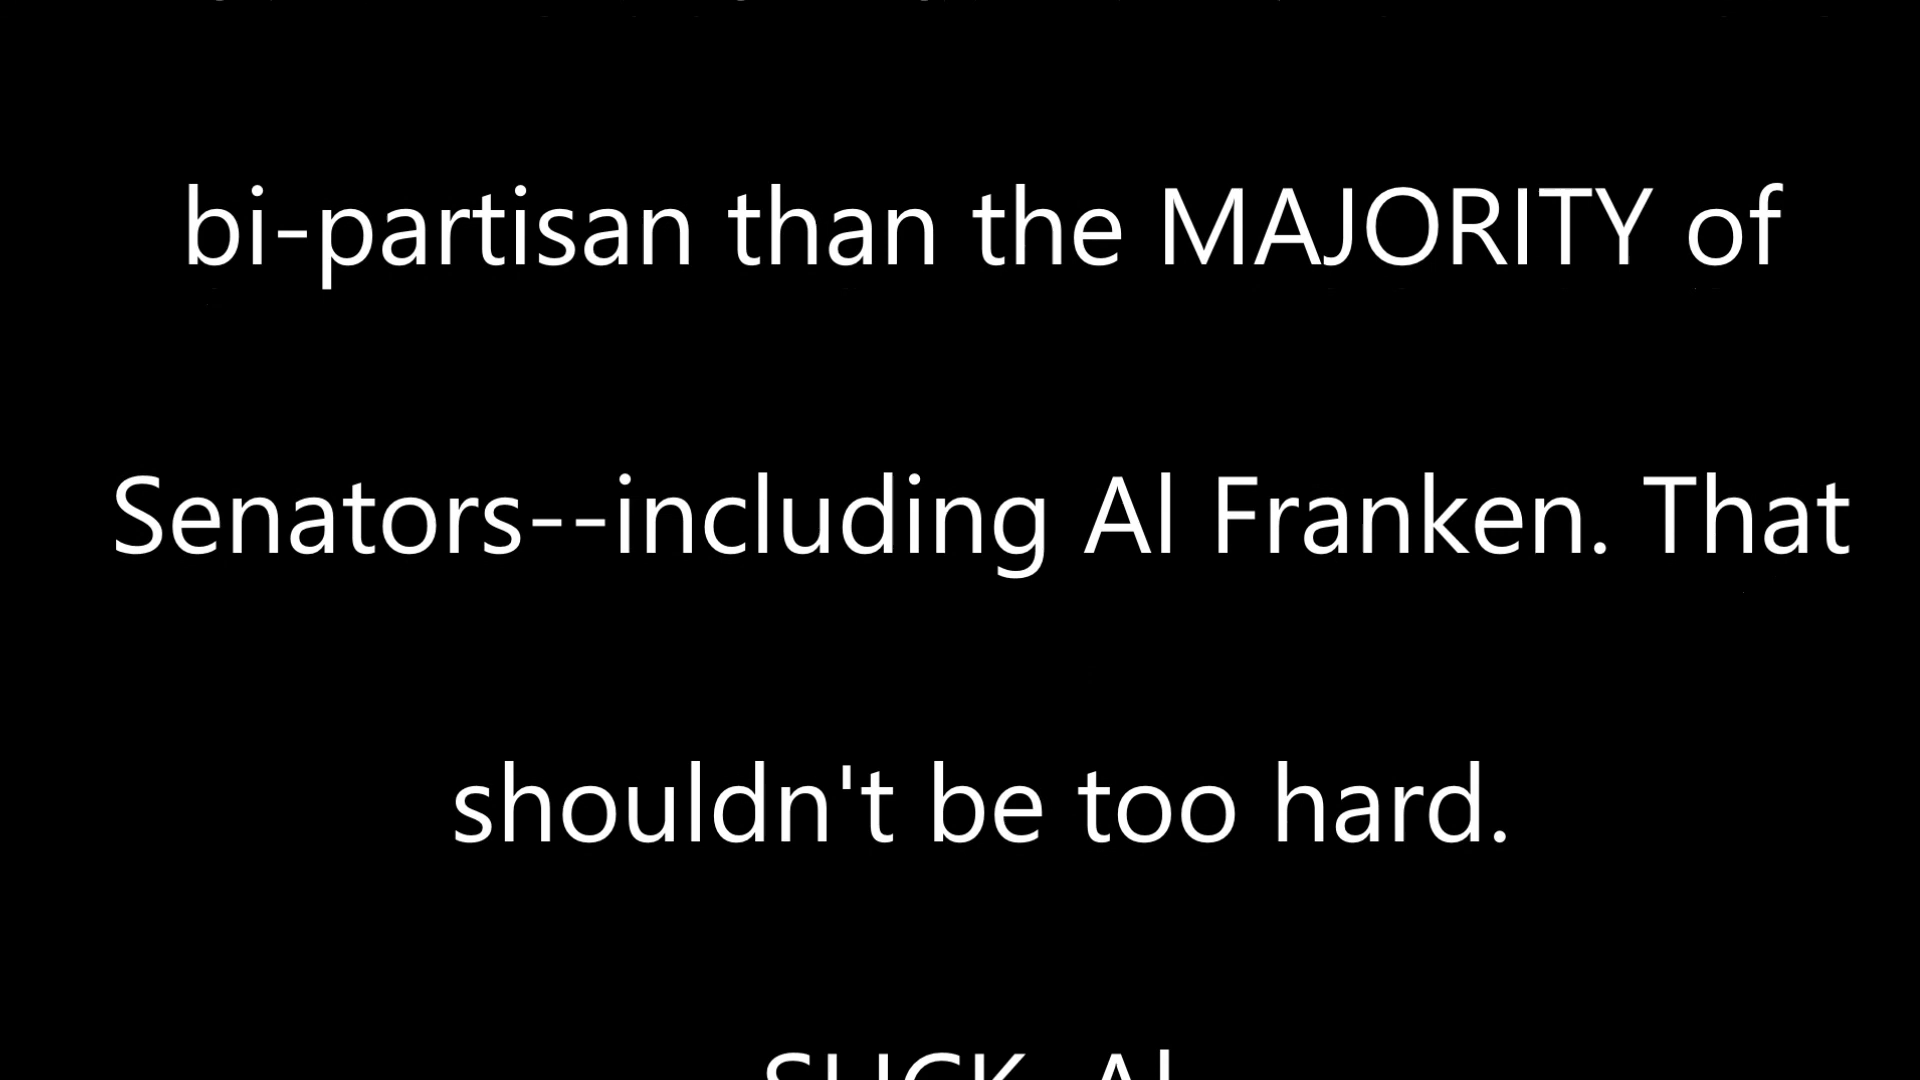 bi-partisan than the MAJORITY of
Senators--including Al Franken. That
shouldn't be too hard.